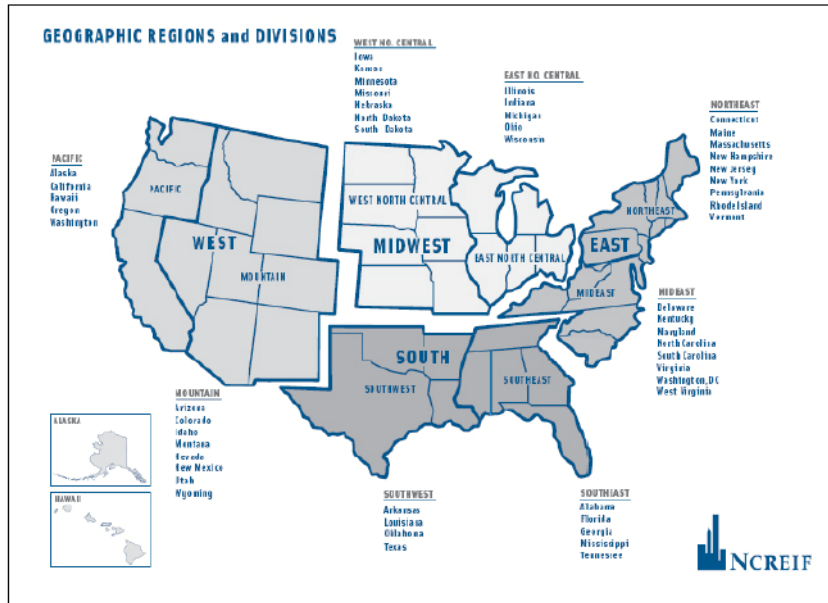 GEOGRAPHIC REGIONS and DIVISIONS
WEST NO. CENTRAL
Iowa
Kansas
Minnesota
Missouri
Nebraska
North Dakota
South Dakota
EAST NO. CENTRAL
Illinois
Indiana
Michigan
Ohio
Wisconsin
NORTHEAST
Connecticut
Maine
Massachusetts
New Hampshire
New Jersey
New York
Pennsylvania
Rhode Island
Vermont
PACIFIC
Alaska
California
Hawaii
Oregon
Washington
PACIFIC
WEST
MOUNTAIN
WEST NORTH CENTRAL
MIDWEST
EAST NORTH CENTRAL
NORTHEAST
EAST
MIDEAST
SOUTH
SOUTHWEST
SOUTHEAST
MIDEAST
Delaware
Kentucky
Maryland
North Carolina
South Carolina
Virginia
Washington, DC
West Virginia
MOUNTAIN
Arizona
Colorado
Idaho
Montana
Nevada
New Mexico
Utah
Wyoming
ALASKA
HAWAII
SOUTHWEST
Arkansas
Louisiana
Oklahoma
Texas
SOUTHEAST
Alabama
Florida
Georgia
Mississippi
Tennessee
NCREIF